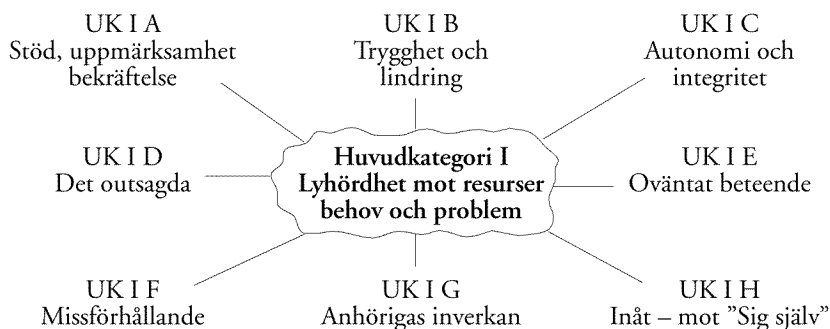 UK I A
Stöd, uppmärksamhet
bekräftelse
UK I B
Trygghet och
lindring
UK I C
Autonomi och
integritet
UK I D
Det outsagda
Huvudkategori I
Lyhördhet mot resurser
behov och problem
UK I E
Oväntat beteende
UK I F
Missförhållande
UK I G
Anhörigas inverkan
UK I H
Inåt – mot ”Sig själv”